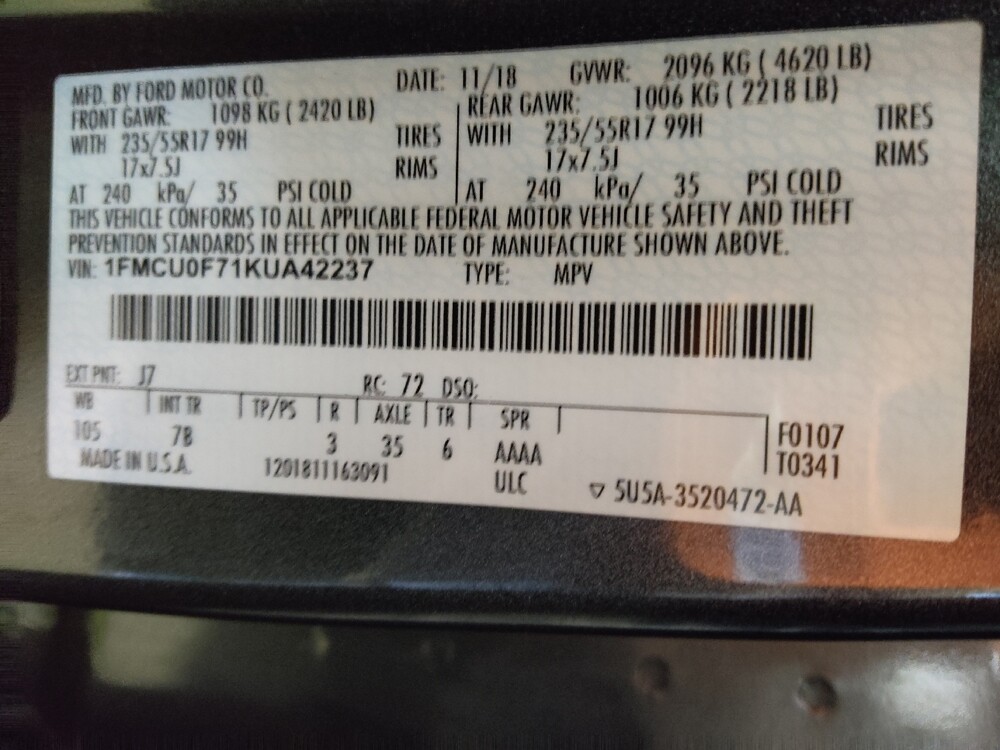 MFD. BY FORD MOTOR CO. DATE: 11/18 GVWR: 2096 KG ( 4620 LB)
FRONT GAWR: 1098 KG ( 2420 LB) REAR GAWR: 1006 KG ( 2218 LB)
WITH 235/55R17 99H TIRES WITH 235/55R17 99H TIRES
17x7.5J RIMS 17x7.5J RIMS
AT 240 kPa/ 35 PSI COLD AT 240 kPa/ 35 PSI COLD
THIS VEHICLE CONFORMS TO ALL APPLICABLE FEDERAL MOTOR VEHICLE SAFETY AND THEFT
PREVENTION STANDARDS IN EFFECT ON THE DATE OF MANUFACTURE SHOWN ABOVE.
VIN: 1FMCU0F71KUA42237 TYPE: MPV
EXT PNT: J7 RC: 72 DSO:
WB INT TR TP/PS R AXLE TR SPR
105 7B 3 35 6 AAAA F0107
MADE IN U.S.A. 1201811163091 ULC T0341
▽ 5U5A-3520472-AA